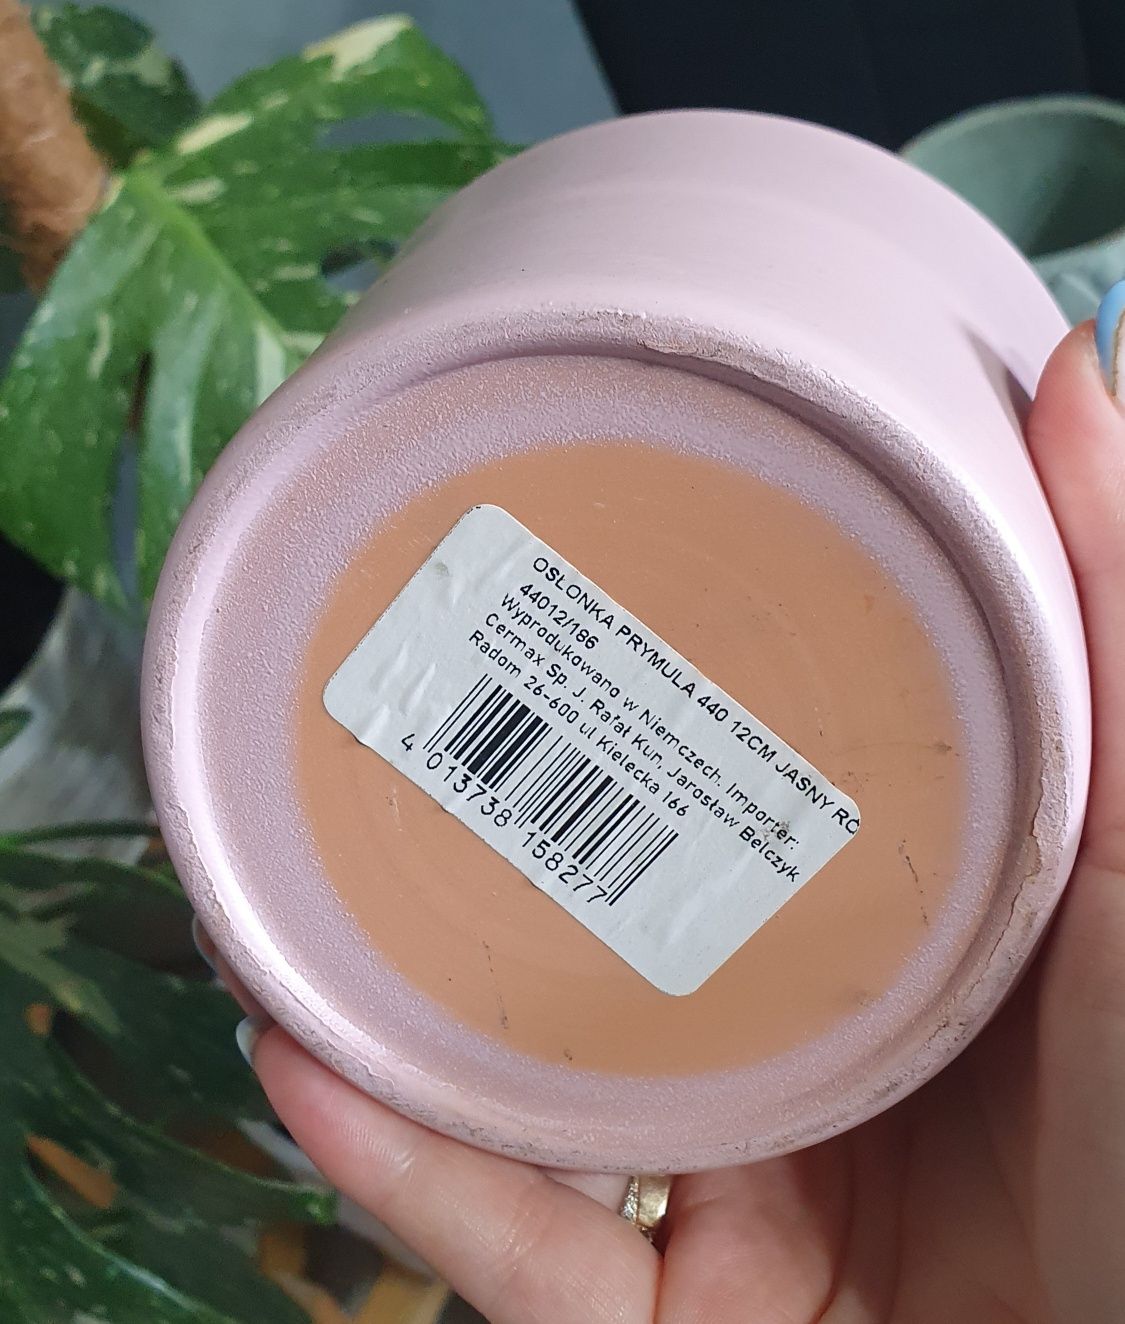 OSŁONKA PRYMULA 440 12CM JASNY RÓ
44012/186
Wyprodukowano w Niemczech. Importer:
Cermax Sp. J. Rafał Kun, Jarosław Belczyk
Radom 26-600 ul Kielecka 166
4 013738 158277